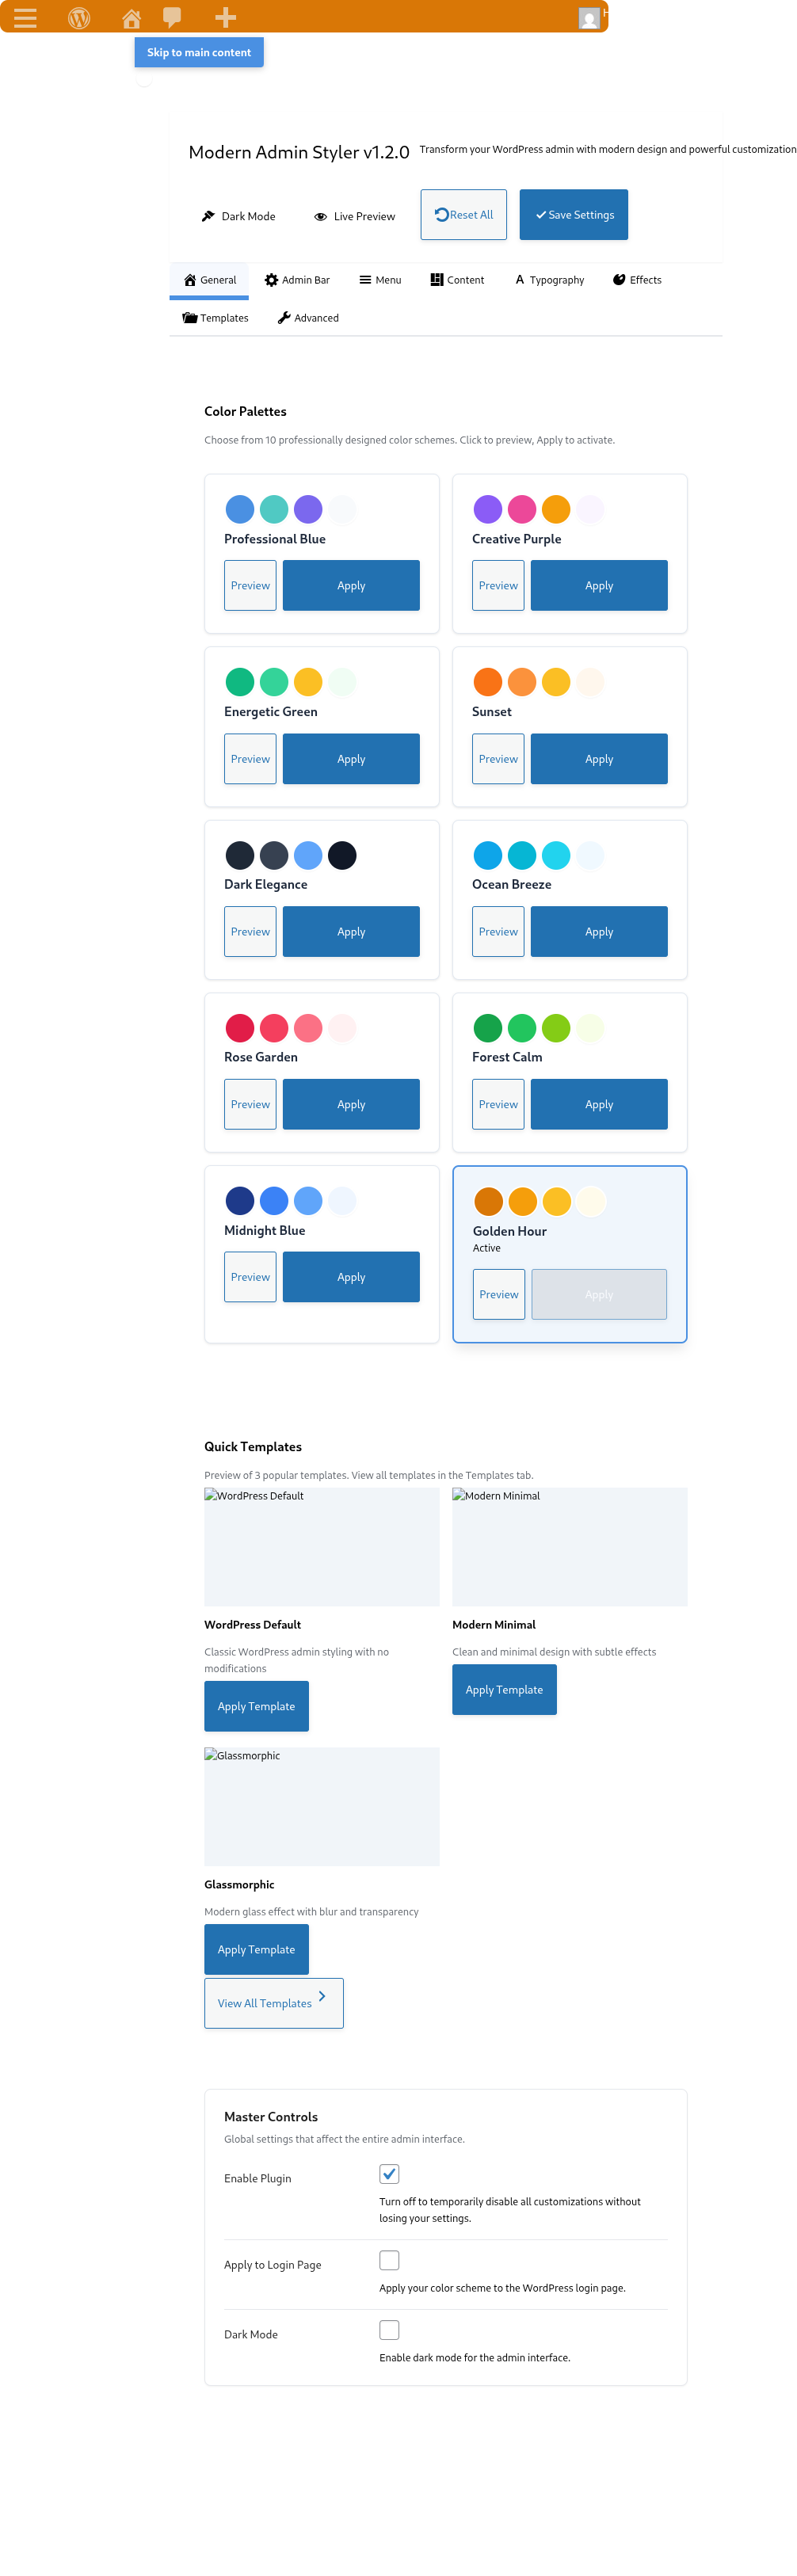 H
Skip to main content
Modern Admin Styler v1.2.0
Transform your WordPress admin with modern design and powerful customization
Dark Mode
Live Preview
Reset All
Save Settings
General
Admin Bar
Menu
Content
Typography
Effects
Templates
Advanced
Color Palettes
Choose from 10 professionally designed color schemes. Click to preview, Apply to activate.
Professional Blue
Preview
Apply
Creative Purple
Preview
Apply
Energetic Green
Preview
Apply
Sunset
Preview
Apply
Dark Elegance
Preview
Apply
Ocean Breeze
Preview
Apply
Rose Garden
Preview
Apply
Forest Calm
Preview
Apply
Midnight Blue
Preview
Apply
Golden Hour
Active
Preview
Apply
Quick Templates
Preview of 3 popular templates. View all templates in the Templates tab.
WordPress Default
WordPress Default
Classic WordPress admin styling with no
modifications
Apply Template
Modern Minimal
Modern Minimal
Clean and minimal design with subtle effects
Apply Template
Glassmorphic
Glassmorphic
Modern glass effect with blur and transparency
Apply Template
View All Templates
Master Controls
Global settings that affect the entire admin interface.
Enable Plugin
Turn off to temporarily disable all customizations without
losing your settings.
Apply to Login Page
Apply your color scheme to the WordPress login page.
Dark Mode
Enable dark mode for the admin interface.